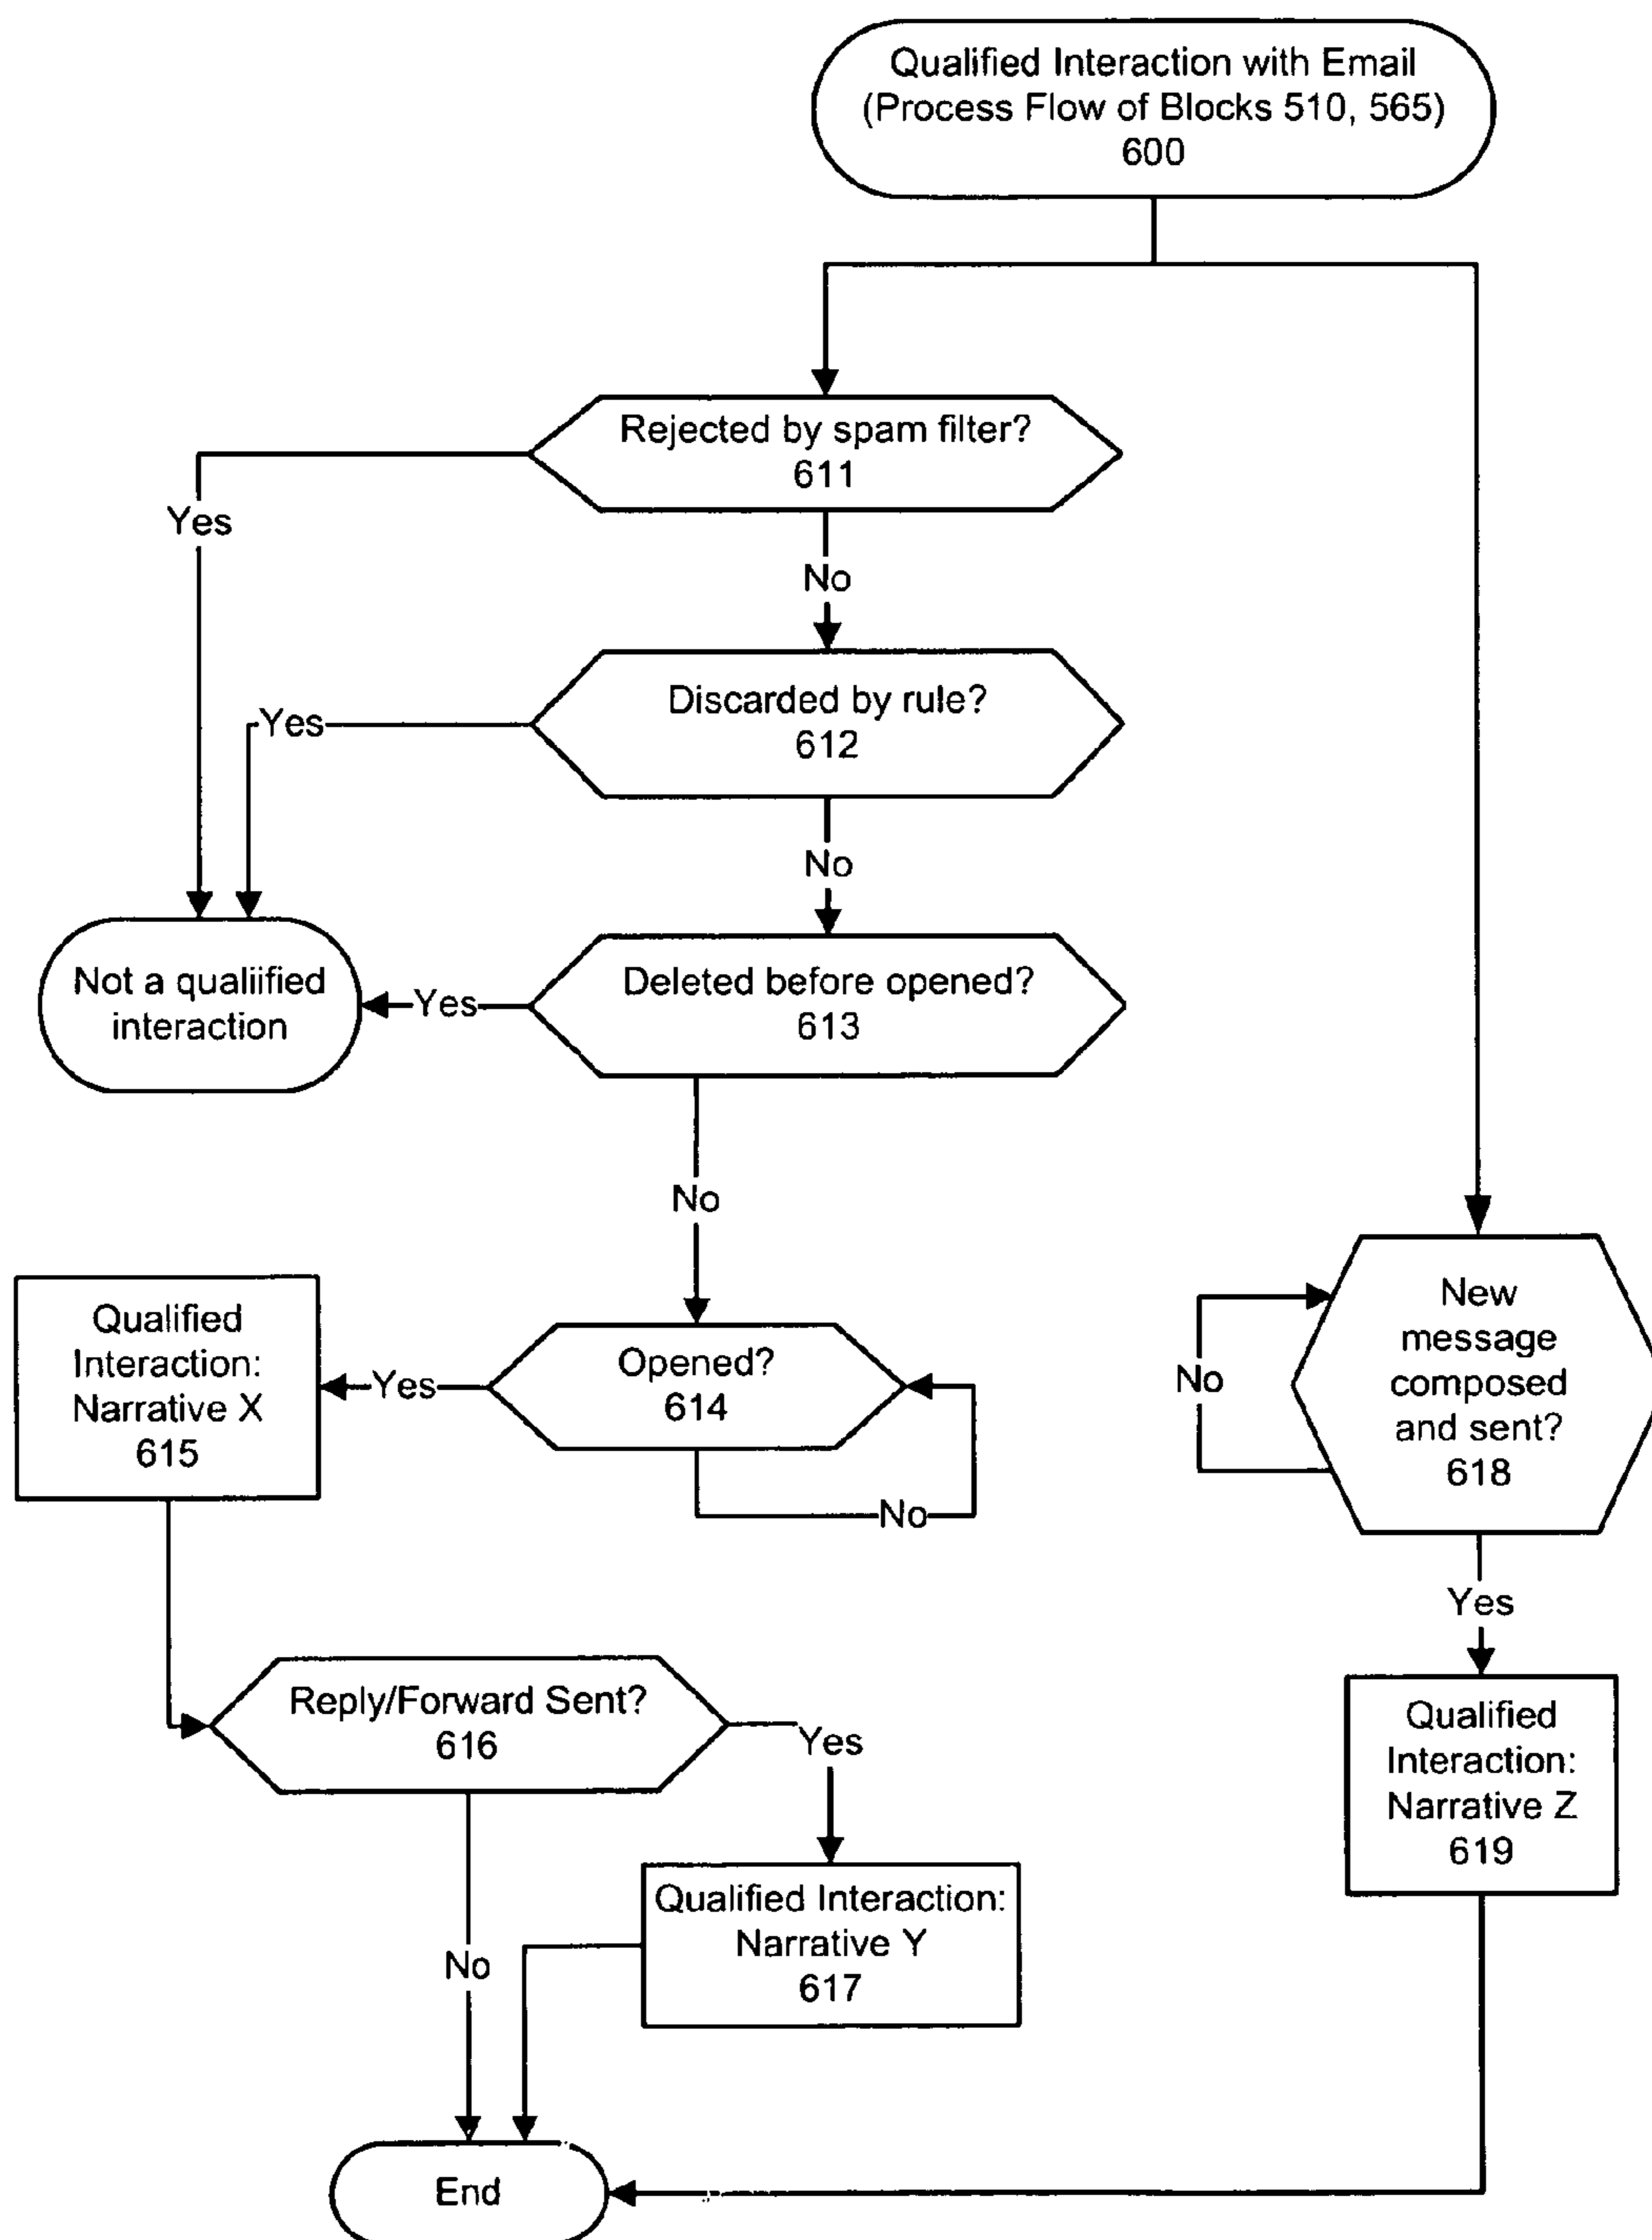 Qualified Interaction with Email
(Process Flow of Blocks 510, 565)
600
Rejected by spam filter?
611
Yes
No
Discarded by rule?
612
Yes
No
Not a qualiified
interaction
Yes
Deleted before opened?
613
No
Qualified
Interaction:
Narrative X
615
Yes
Opened?
614
No
New
message
composed
and sent?
618
No
Yes
Reply/Forward Sent?
616
Yes
No
Qualified Interaction:
Narrative Y
617
Qualified
Interaction:
Narrative Z
619
End